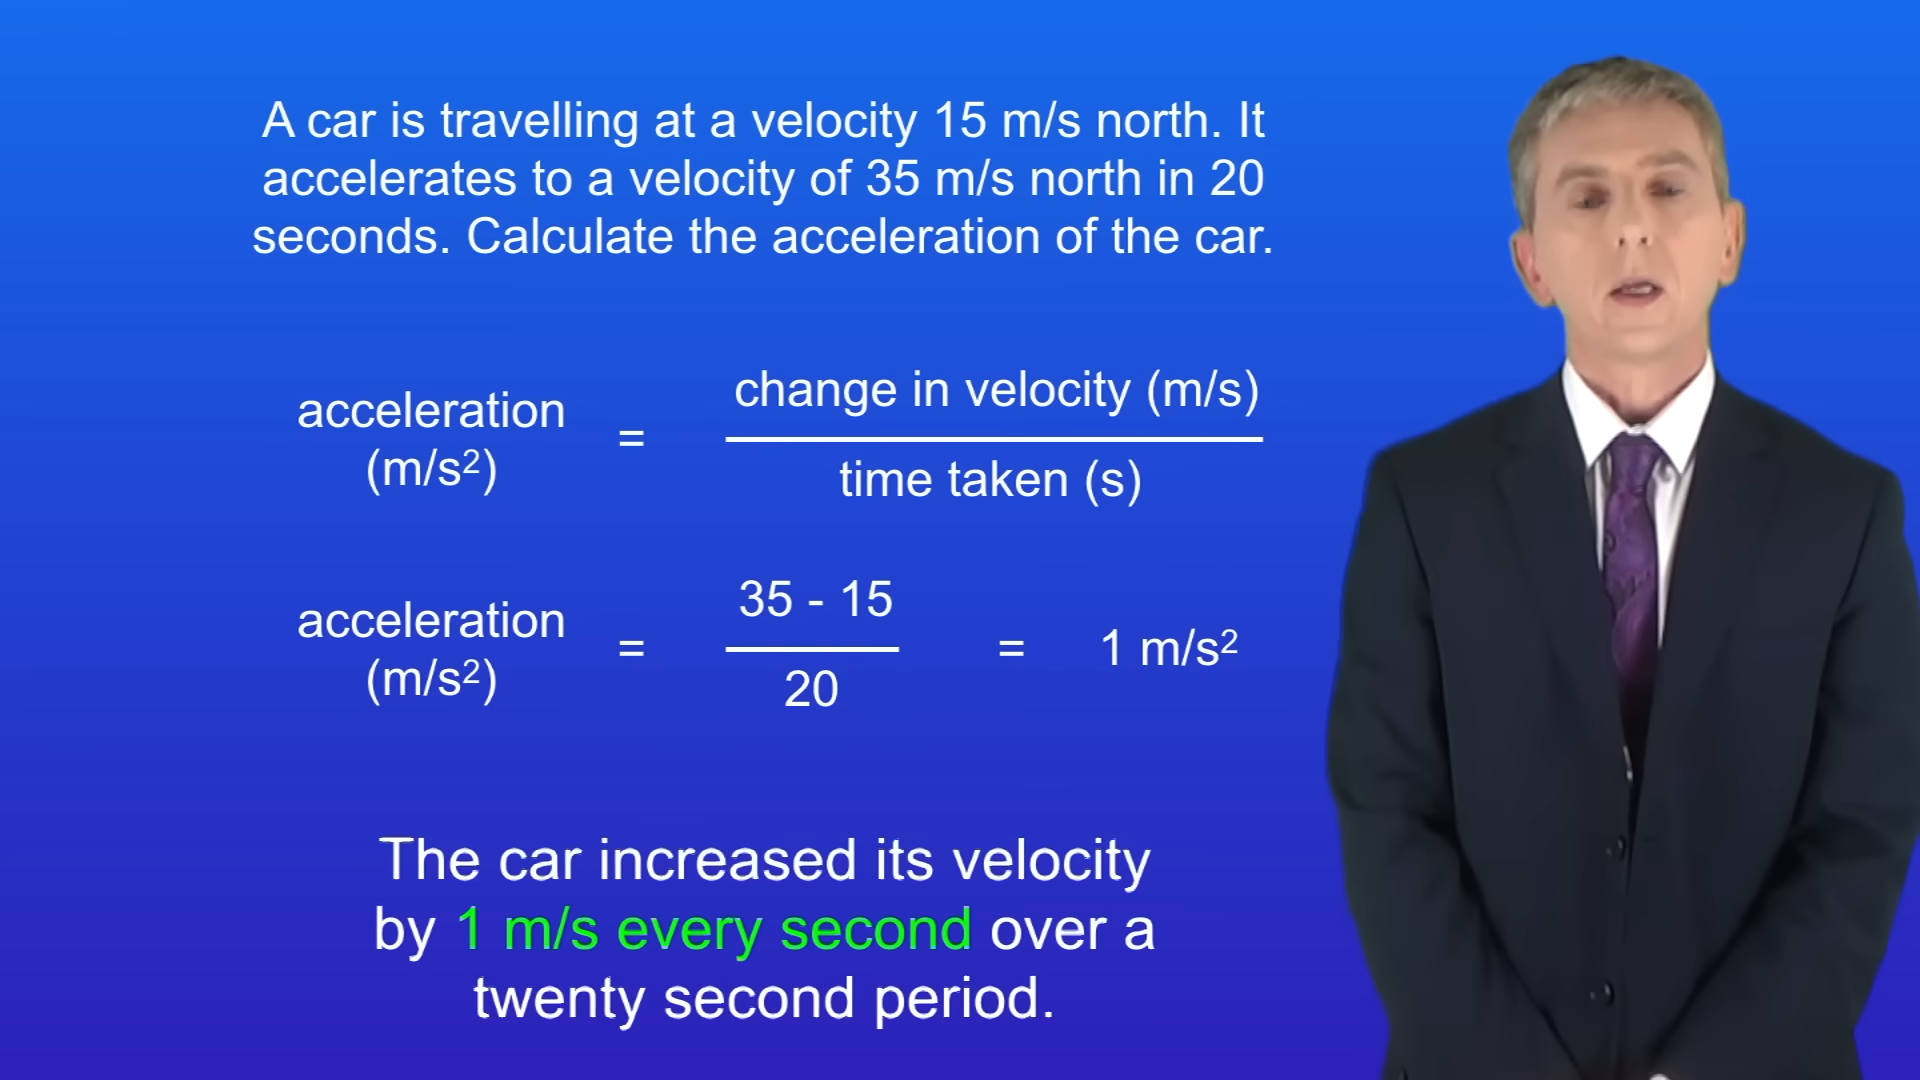 A car is travelling at a velocity 15 m/s north. It
accelerates to a velocity of 35 m/s north in 20
seconds. Calculate the acceleration of the car.
change in velocity (m/s)
acceleration
=
(m/s²)
time taken (s)
35 - 15
acceleration
= = 1 m/s²
(m/s²)
20
The car increased its velocity
by 1 m/s every second over a
twenty second period.